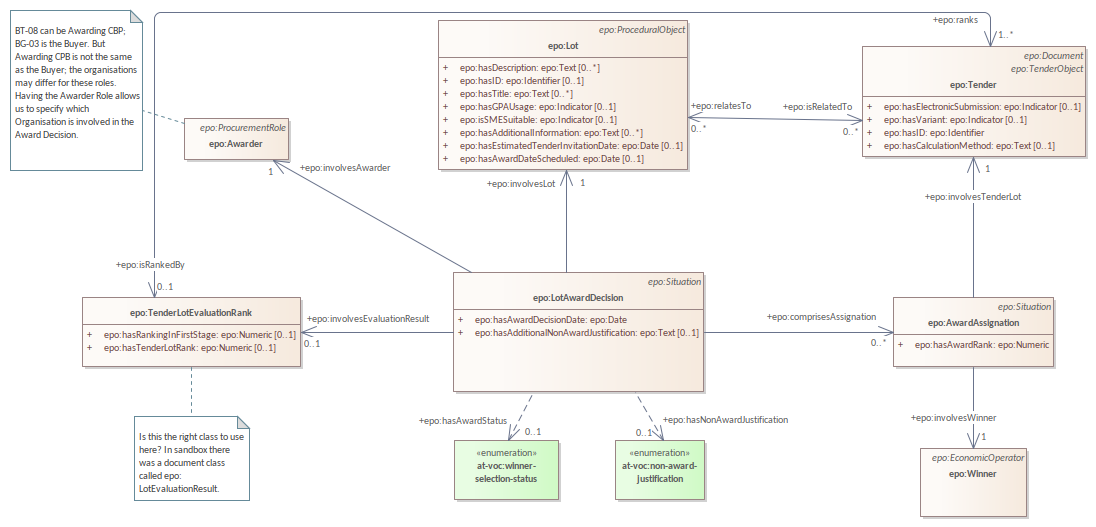 BT-08 can be Awarding CBP;
BG-03 is the Buyer. But
Awarding CPB is not the same
as the Buyer; the organisations
may differ for these roles.
Having the Awarder Role allows
us to specify which
Organisation is involved in the
Award Decision.
epo:ProcurementRole
epo:Awarder
epo:ProceduralObject
epo:Lot
+ epo:hasDescription: epo:Text [0..*]
+ epo:hasID: epo:Identifier [0..1]
+ epo:hasTitle: epo:Text [0..*]
+ epo:hasGPAUsage: epo:Indicator [0..1]
+ epo:isSMESuitable: epo:Indicator [0..1]
+ epo:hasAdditionalInformation: epo:Text [0..*]
+ epo:hasEstimatedTenderInvitationDate: epo:Date [0..1]
+ epo:hasAwardDateScheduled: epo:Date [0..1]
+epo:ranks
1..*
epo:Document
epo:TenderObject
epo:Tender
+ epo:hasElectronicSubmission: epo:Indicator [0..1]
+ epo:hasVariant: epo:Indicator [0..1]
+ epo:hasID: epo:Identifier
+ epo:hasCalculationMethod: epo:Text [0..1]
+epo:relatesTo
0..*
+epo:isRelatedTo
0..*
+epo:involvesAwarder
1
+epo:involvesLot
1
1
+epo:involvesTenderLot
+epo:isRankedBy
0..1
epo:TenderLotEvaluationRank
+ epo:hasRankingInFirstStage: epo:Numeric [0..1]
+ epo:hasTenderLotRank: epo:Numeric [0..1]
+epo:involvesEvaluationResult
0..1
epo:Situation
epo:LotAwardDecision
+ epo:hasAwardDecisionDate: epo:Date
+ epo:hasAdditionalNonAwardJustification: epo:Text [0..1]
+epo:comprisesAssignation
0..*
epo:Situation
epo:AwardAssignation
+ epo:hasAwardRank: epo:Numeric
Is this the right class to use
here? In sandbox there
was a document class
called epo:
LotEvaluationResult.
+epo:hasAwardStatus
0..1
«enumeration»
at-voc:winner-
selection-status
+epo:hasNonAwardJustification
0..1
«enumeration»
at-voc:non-award-
justification
+epo:involvesWinner
1
epo:EconomicOperator
epo:Winner